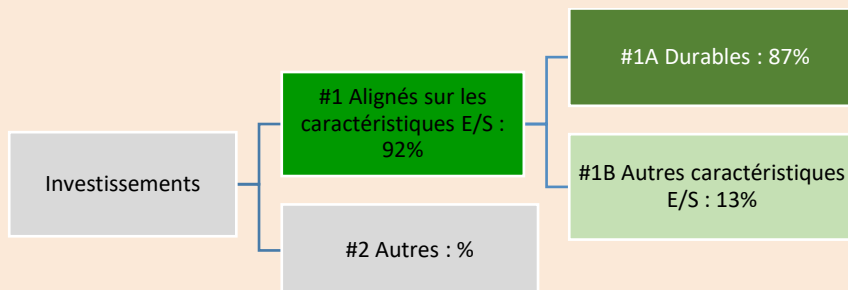 #1A Durables : 87%
#1 Alignés sur les
caractéristiques E/S :
92%
#1B Autres caractéristiques
E/S : 13%
Investissements
#2 Autres : %